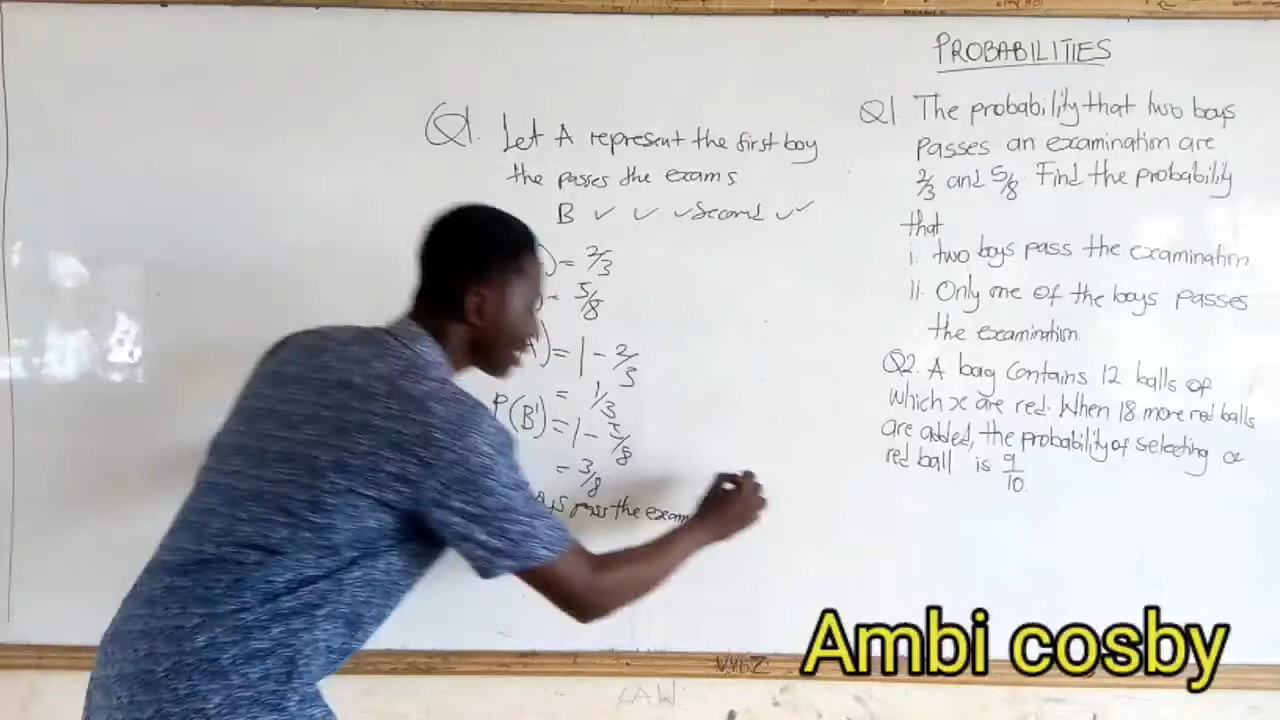 PROBABILITIES
Q1. The probability that two boys
passes an examination are
2/3 and 5/8. Find the probability
that
i. two boys pass the examination
ii. Only one of the boys passes
the examination.
Q2. A bag contains 12 balls of
which x are red. When 18 more red balls
are added, the probability of selecting a
red ball is 9/10.
Q1. Let A represent the first boy
the passes the exams
B ✓ ✓ ✓ Second ✓ ✓
) = 2/3
= 5/8
) = 1 - 2/3
= 1/3
P(B') = 1 - 5/8
= 3/8
pass the exam
VYBZ
LAW
Ambi cosby